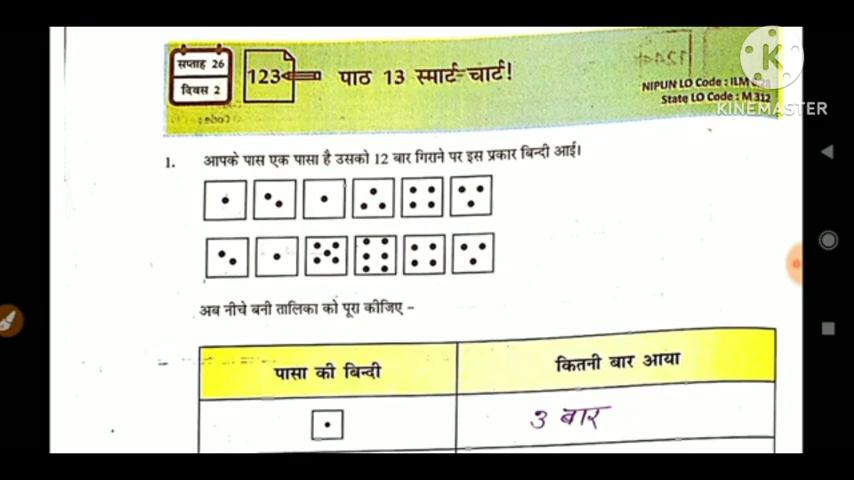 सप्ताह 26
दिवस 2
123
पाठ 13 स्मार्ट-चार्ट!
NIPUN LO Code : ILM
State LO Code : M 312
KINEMASTER
1. आपके पास एक पासा है उसको 12 बार गिराने पर इस प्रकार बिन्दी आई।
अब नीचे बनी तालिका को पूरा कीजिए –
पासा की बिन्दी
कितनी बार आया
3 बार